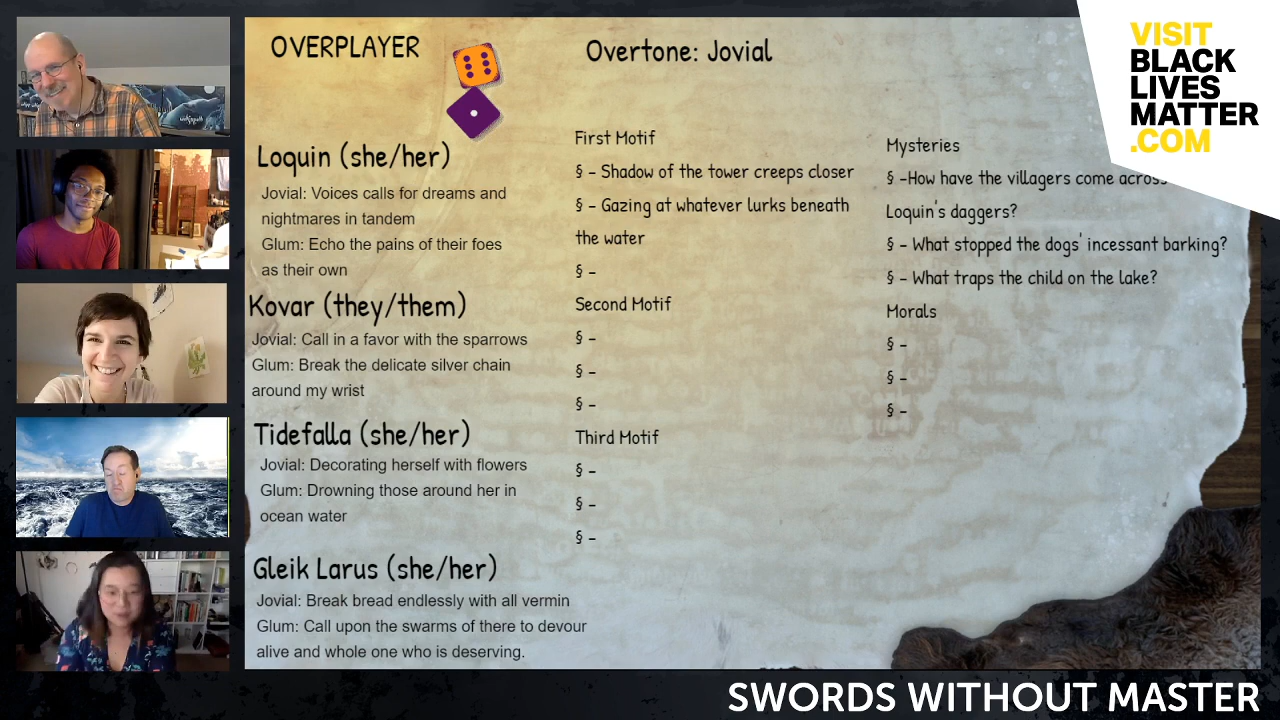 OVERPLAYER
Loquin (she/her)
Jovial: Voices calls for dreams and
nightmares in tandem
Glum: Echo the pains of their foes
as their own
Kovar (they/them)
Jovial: Call in a favor with the sparrows
Glum: Break the delicate silver chain
around my wrist
Tidefalla (she/her)
Jovial: Decorating herself with flowers
Glum: Drowning those around her in
ocean water
Gleik Larus (she/her)
Jovial: Break bread endlessly with all vermin
Glum: Call upon the swarms of there to devour
alive and whole one who is deserving.
Overtone: Jovial
First Motif
§ - Shadow of the tower creeps closer
§ - Gazing at whatever lurks beneath
the water
§ -
Second Motif
§ -
§ -
§ -
Third Motif
§ -
§ -
§ -
Mysteries
§ -How have the villagers come across
Loquin's daggers?
§ - What stopped the dogs' incessant barking?
§ - What traps the child on the lake?
Morals
§ -
§ -
§ -
VISIT
BLACK
LIVES
MATTER
.COM
SWORDS WITHOUT MASTER